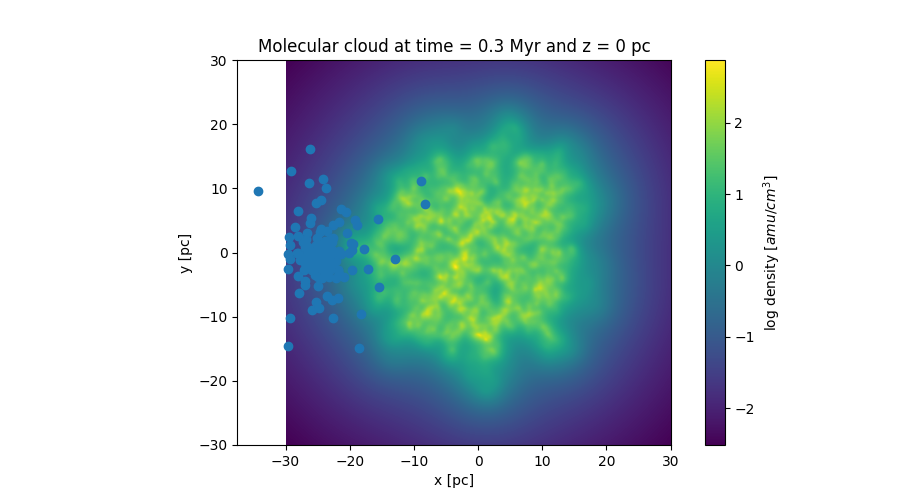 Molecular cloud at time = 0.3 Myr and z = 0 pc
30
20
10
0
−10
−20
−30
y [pc]
−30 −20 −10 0 10 20 30
x [pc]
2
1
0
−1
−2
log density [amu/cm³]